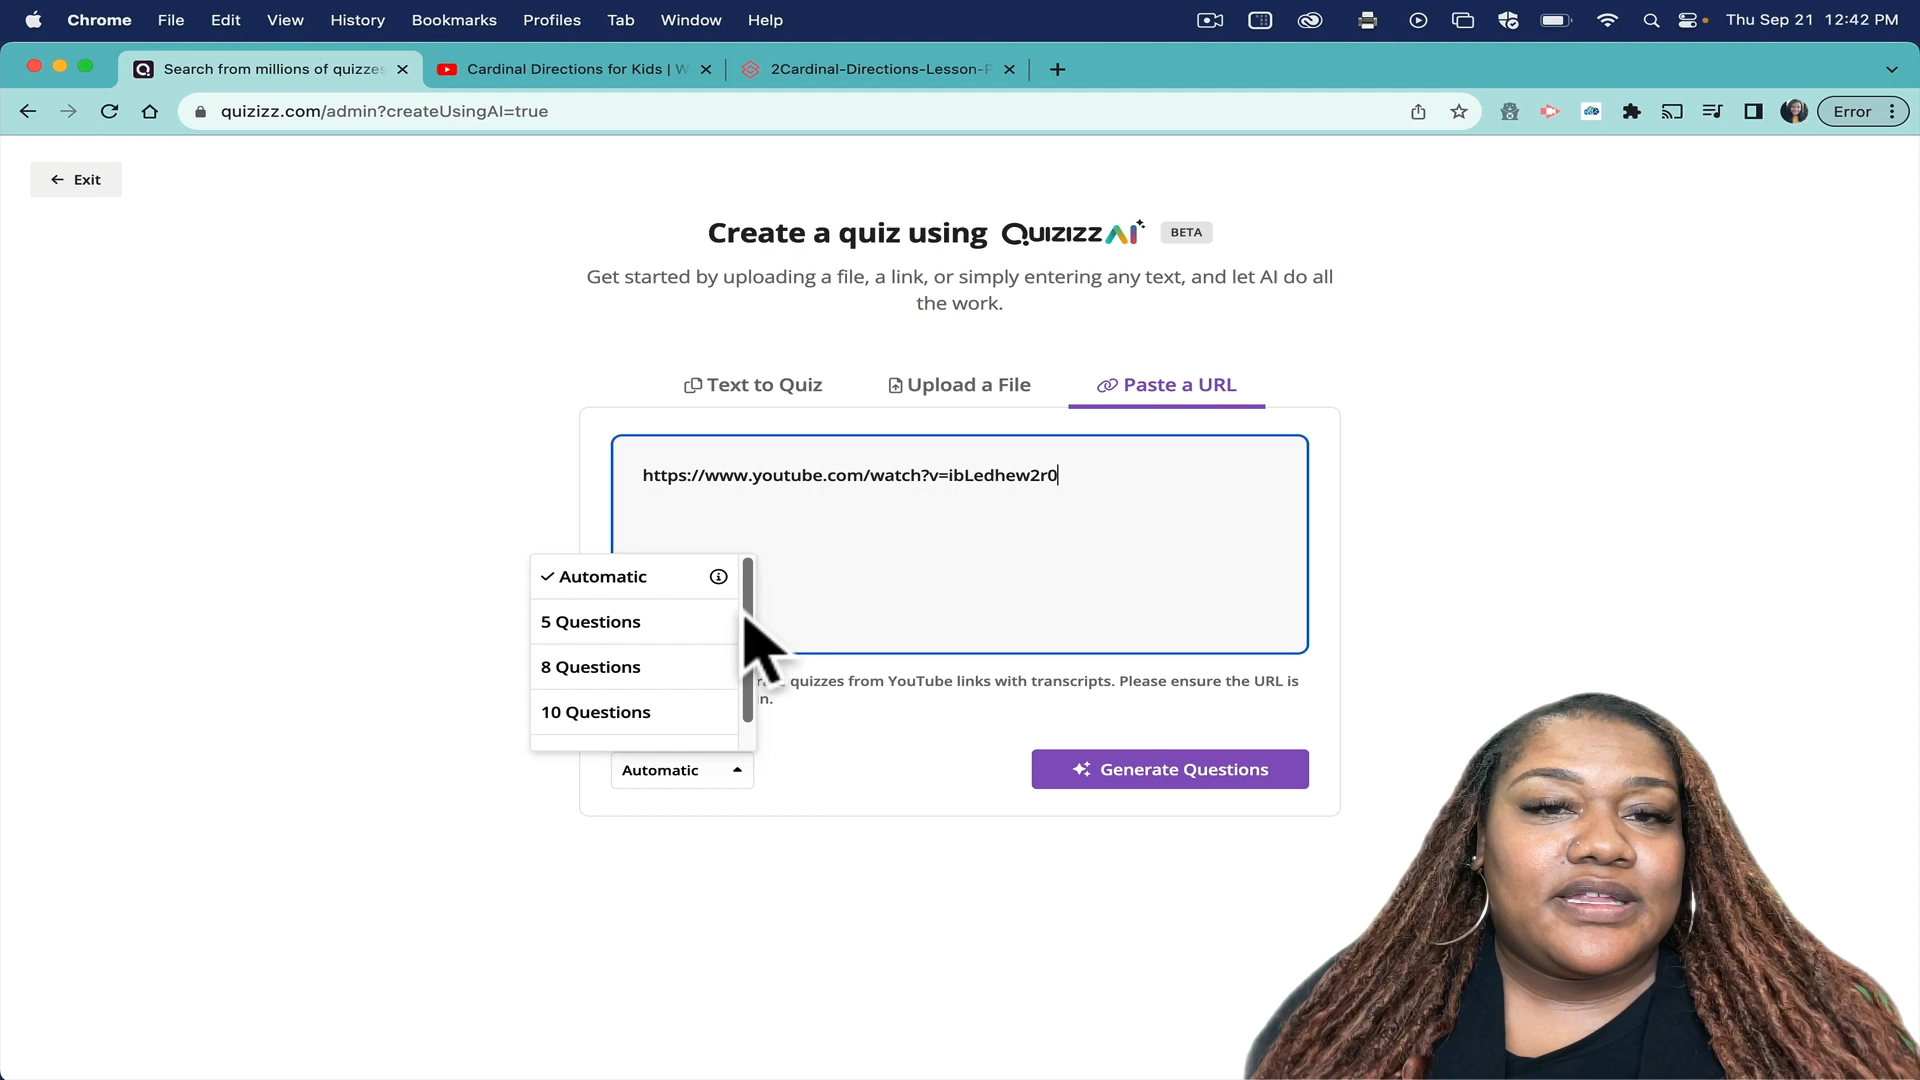 Chrome File Edit View History Bookmarks Profiles Tab Window Help Thu Sep 21 12:42 PM
Search from millions of quizzes Cardinal Directions for Kids | W 2Cardinal-Directions-Lesson-P
quizizz.com/admin?createUsingAI=true Error
Exit
Create a quiz using Quizizz AI BETA
Get started by uploading a file, a link, or simply entering any text, and let AI do all
the work.
Text to Quiz Upload a File Paste a URL
https://www.youtube.com/watch?v=ibLedhew2r0
Automatic
5 Questions
8 Questions
10 Questions
quizzes from YouTube links with transcripts. Please ensure the URL is
Automatic Generate Questions